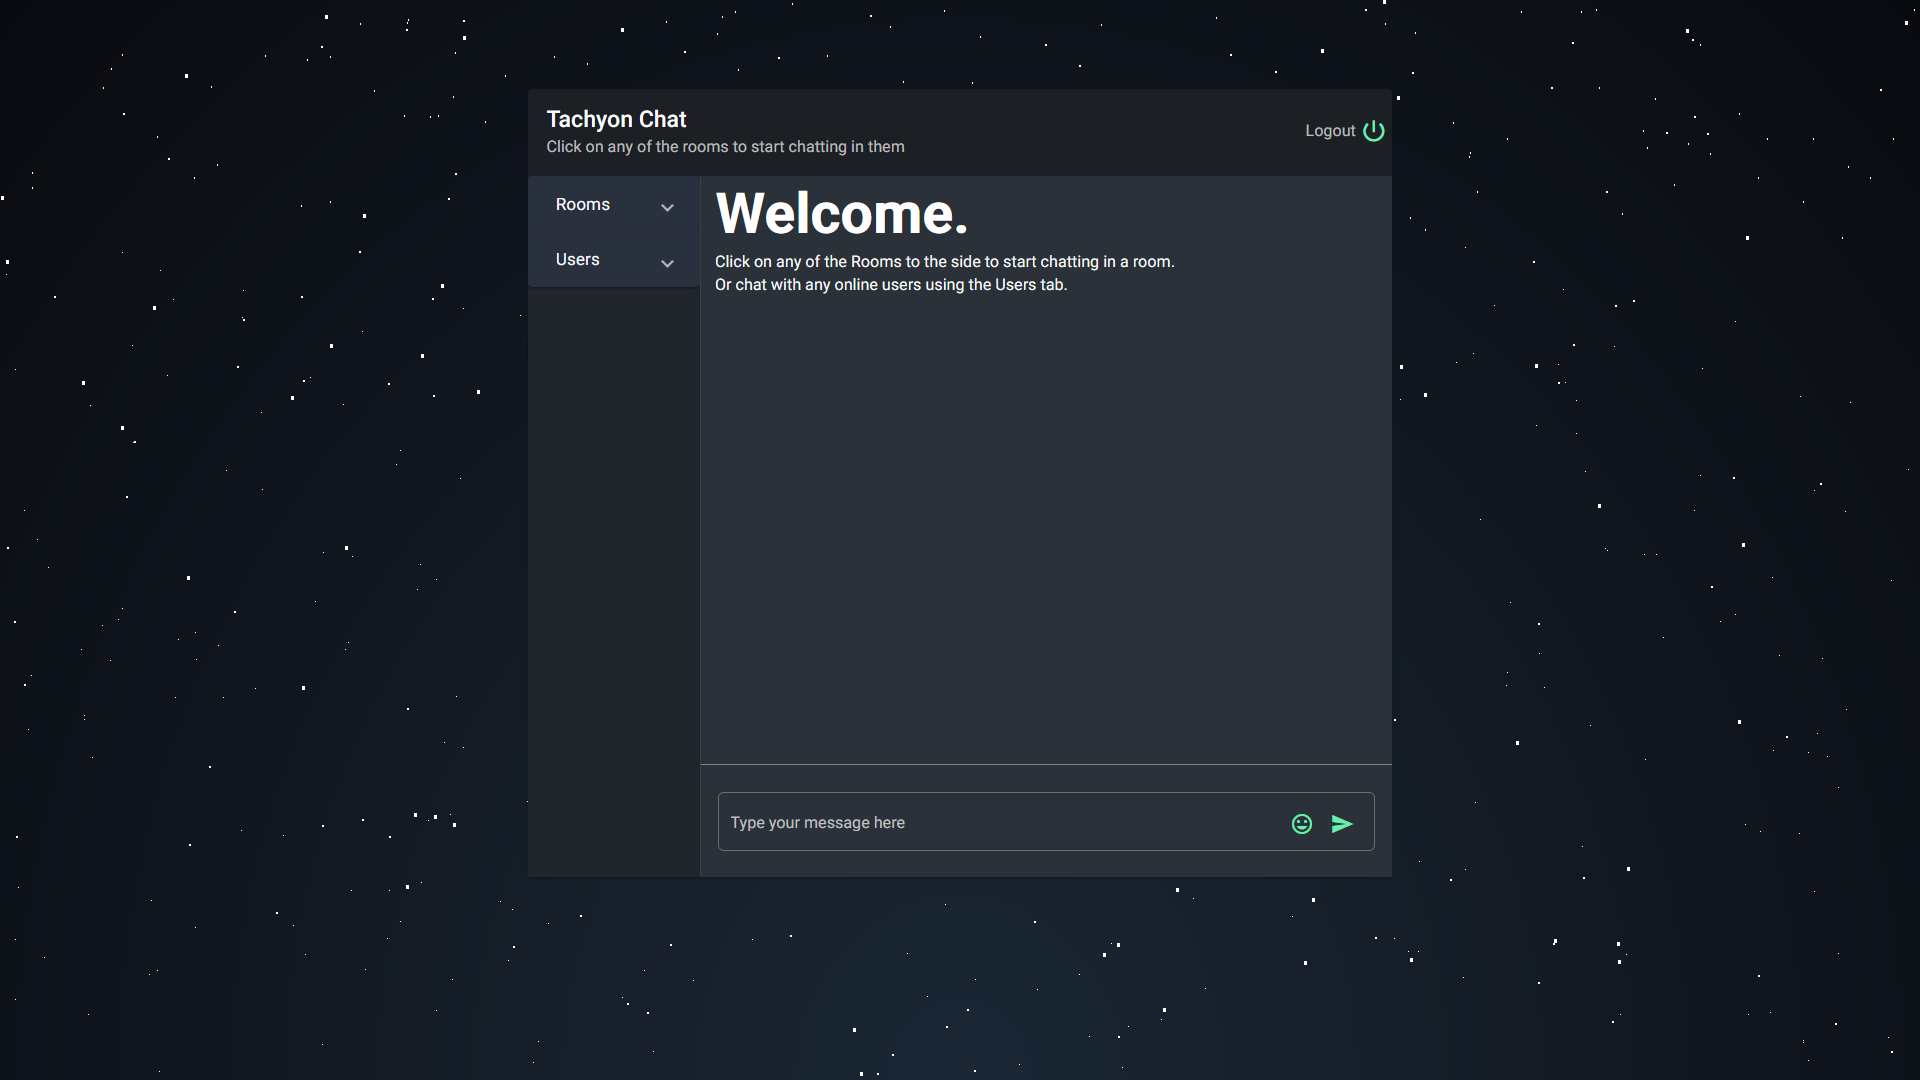 Tachyon Chat
Click on any of the rooms to start chatting in them
Logout
Rooms
Users
Welcome.
Click on any of the Rooms to the side to start chatting in a room.
Or chat with any online users using the Users tab.
Type your message here